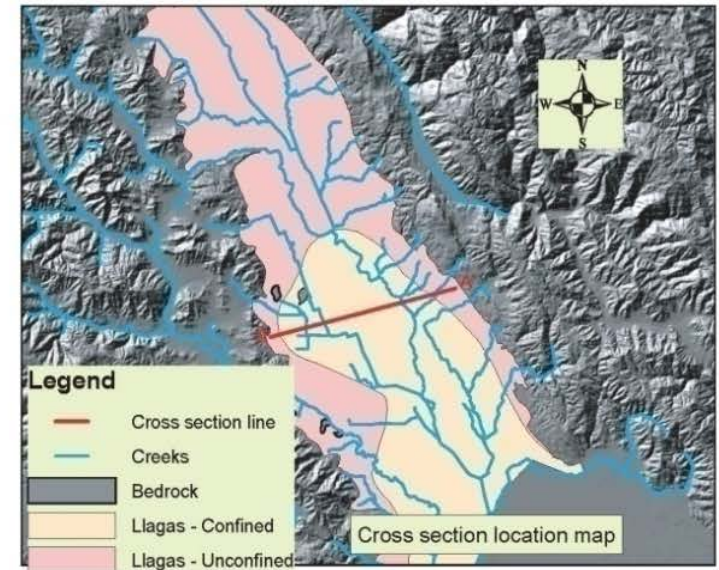 N
W E
S
A'
Legend
Cross section line
Creeks
Bedrock
Llagas - Confined
Llagas - Unconfined
Cross section location map